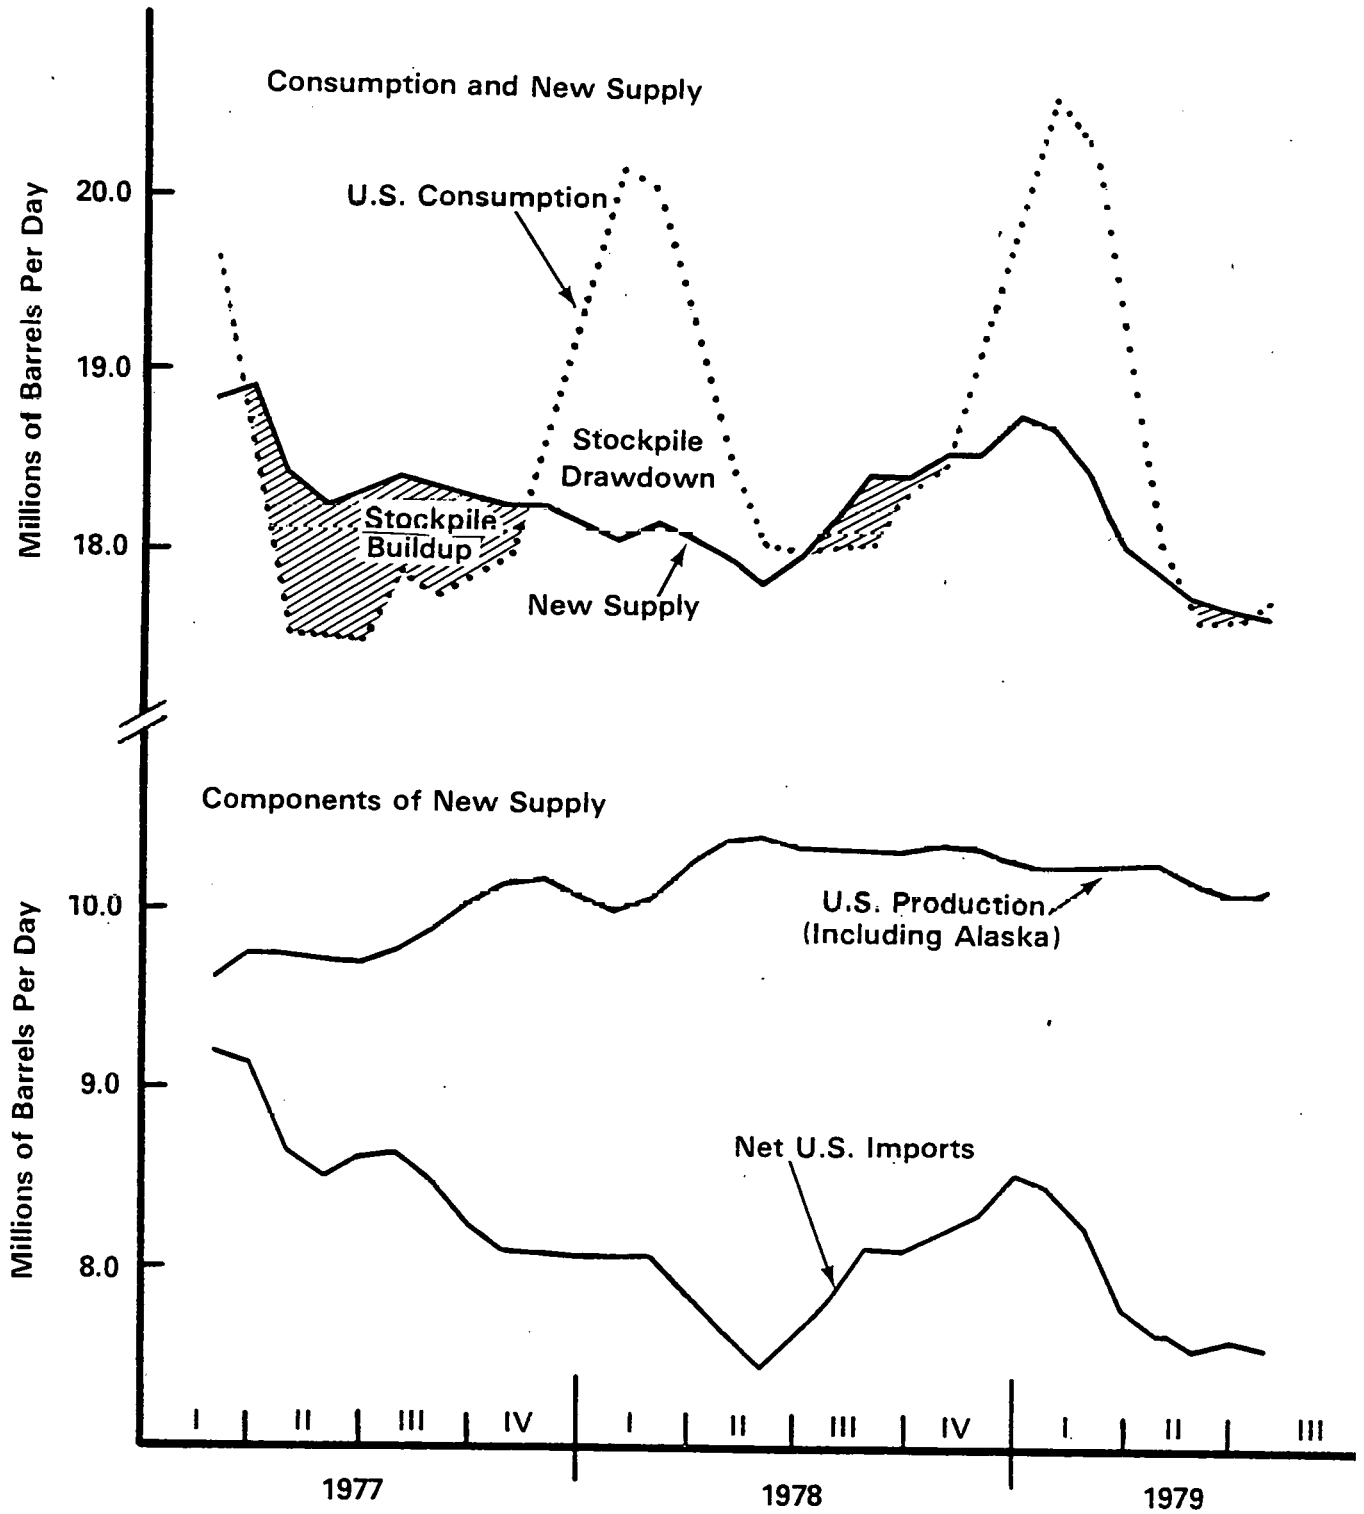 Consumption and New Supply
Millions of Barrels Per Day
20.0
19.0
18.0
U.S. Consumption
Stockpile
Drawdown
Stockpile
Buildup
New Supply
Components of New Supply
Millions of Barrels Per Day
10.0
9.0
8.0
U.S. Production
(Including Alaska)
Net U.S. Imports
I II III IV I II III IV I II III
1977 1978 1979